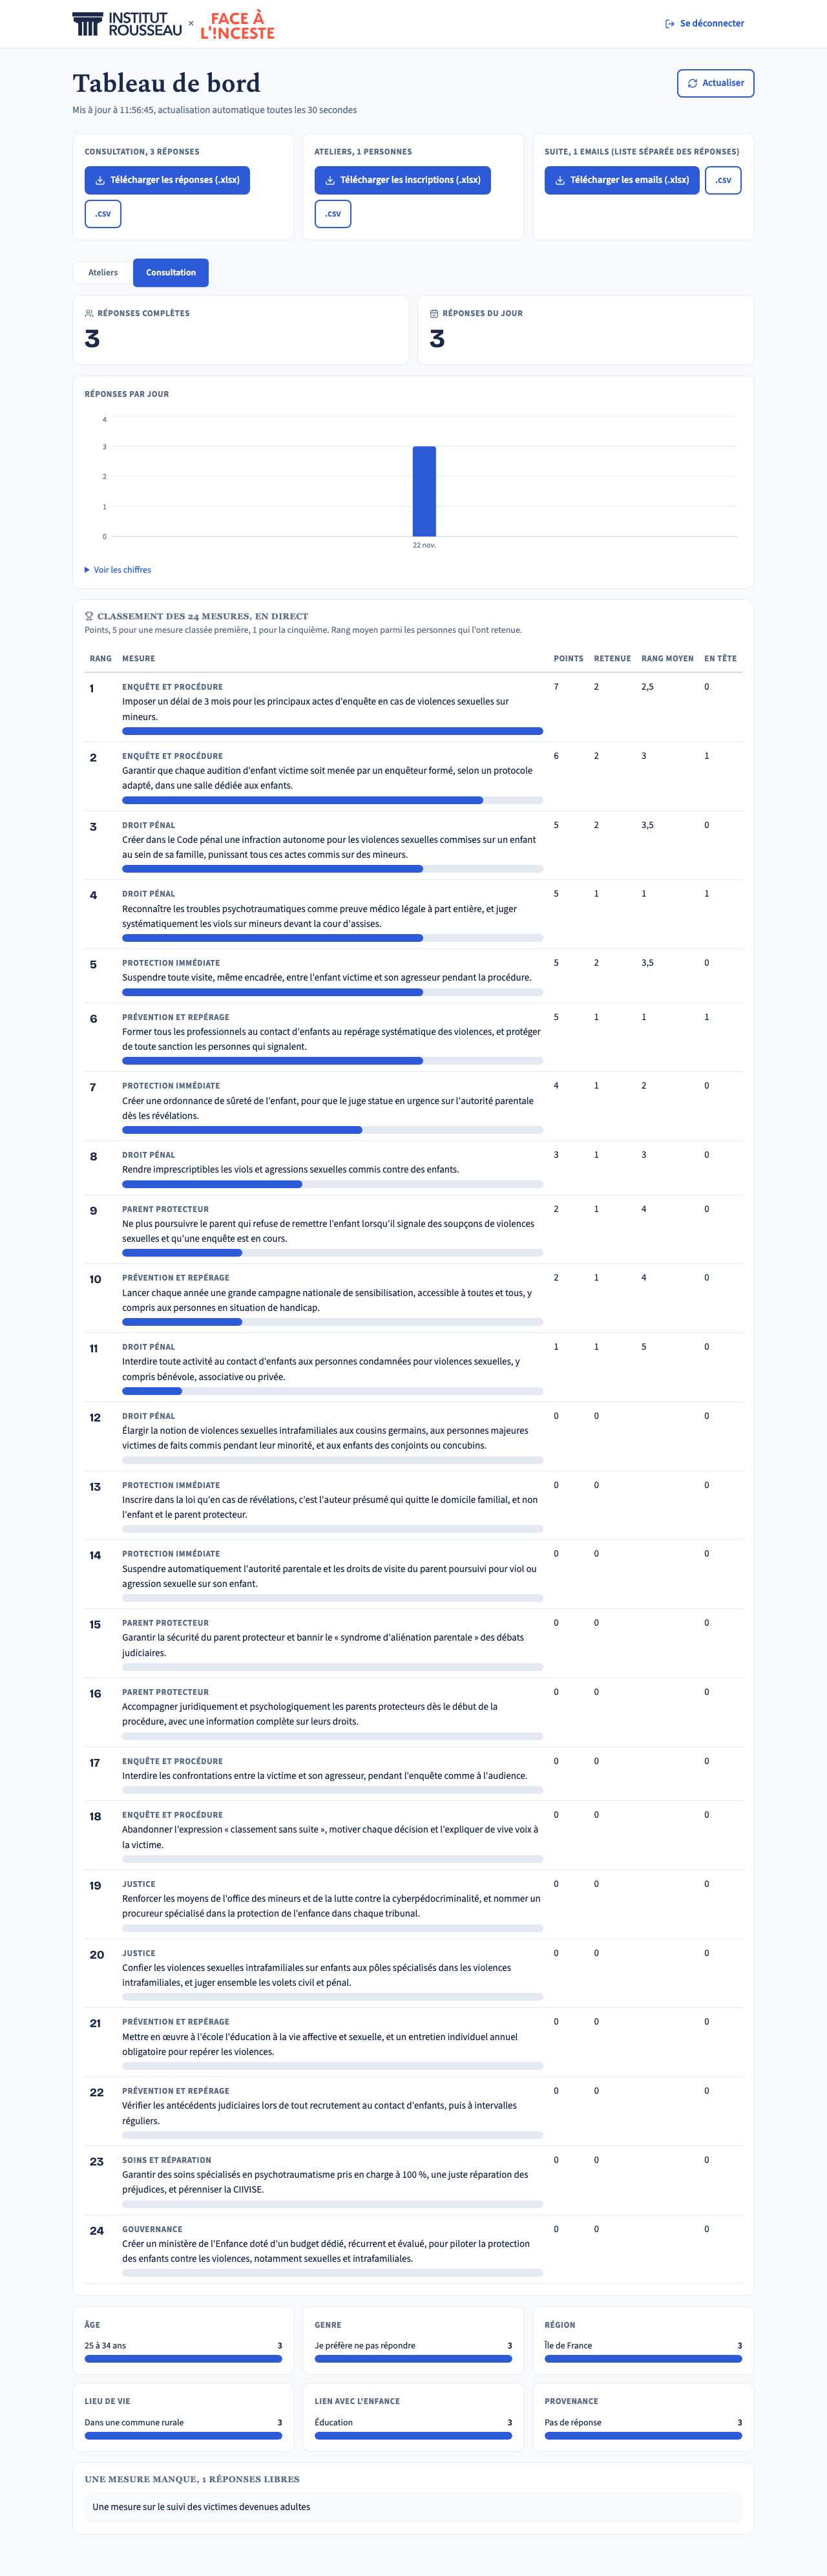 INSTITUT
ROUSSEAU
×
FACE À
L'INCESTE
Se déconnecter
Tableau de bord
Mis à jour à 11:56:45, actualisation automatique toutes les 30 secondes
Actualiser
CONSULTATION, 3 RÉPONSES
Télécharger les réponses (.xlsx)
.csv
ATELIERS, 1 PERSONNES
Télécharger les inscriptions (.xlsx)
.csv
SUITE, 1 EMAILS (LISTE SÉPARÉE DES RÉPONSES)
Télécharger les emails (.xlsx)
.csv
Ateliers
Consultation
RÉPONSES COMPLÈTES
3
RÉPONSES DU JOUR
3
RÉPONSES PAR JOUR
4
3
2
1
0
22 nov.
Voir les chiffres
CLASSEMENT DES 24 MESURES, EN DIRECT
Points, 5 pour une mesure classée première, 1 pour la cinquième. Rang moyen parmi les personnes qui l'ont retenue.
RANG MESURE POINTS RETENUE RANG MOYEN EN TÊTE
1 ENQUÊTE ET PROCÉDURE 7 2 2,5 0
Imposer un délai de 3 mois pour les principaux actes d'enquête en cas de violences sexuelles sur
mineurs.
2 ENQUÊTE ET PROCÉDURE 6 2 3 1
Garantir que chaque audition d'enfant victime soit menée par un enquêteur formé, selon un protocole
adapté, dans une salle dédiée aux enfants.
3 DROIT PÉNAL 5 2 3,5 0
Créer dans le Code pénal une infraction autonome pour les violences sexuelles commises sur un enfant
au sein de sa famille, punissant tous ces actes commis sur des mineurs.
4 DROIT PÉNAL 5 1 1 1
Reconnaître les troubles psychotraumatiques comme preuve médico légale à part entière, et juger
systématiquement les viols sur mineurs devant la cour d'assises.
5 PROTECTION IMMÉDIATE 5 2 3,5 0
Suspendre toute visite, même encadrée, entre l'enfant victime et son agresseur pendant la procédure.
6 PRÉVENTION ET REPÉRAGE 5 1 1 1
Former tous les professionnels au contact d'enfants au repérage systématique des violences, et protéger
de toute sanction les personnes qui signalent.
7 PROTECTION IMMÉDIATE 4 1 2 0
Créer une ordonnance de sûreté de l'enfant, pour que le juge statue en urgence sur l'autorité parentale
dès les révélations.
8 DROIT PÉNAL 3 1 3 0
Rendre imprescriptibles les viols et agressions sexuelles commis contre des enfants.
9 PARENT PROTECTEUR 2 1 4 0
Ne plus poursuivre le parent qui refuse de remettre l'enfant lorsqu'il signale des soupçons de violences
sexuelles et qu'une enquête est en cours.
10 PRÉVENTION ET REPÉRAGE 2 1 4 0
Lancer chaque année une grande campagne nationale de sensibilisation, accessible à toutes et tous, y
compris aux personnes en situation de handicap.
11 DROIT PÉNAL 1 1 5 0
Interdire toute activité au contact d'enfants aux personnes condamnées pour violences sexuelles, y
compris bénévole, associative ou privée.
12 DROIT PÉNAL 0 0 0
Élargir la notion de violences sexuelles intrafamiliales aux cousins germains, aux personnes majeures
victimes de faits commis pendant leur minorité, et aux enfants des conjoints ou concubins.
13 PROTECTION IMMÉDIATE 0 0 0
Inscrire dans la loi qu'en cas de révélations, c'est l'auteur présumé qui quitte le domicile familial, et non
l'enfant et le parent protecteur.
14 PROTECTION IMMÉDIATE 0 0 0
Suspendre automatiquement l'autorité parentale et les droits de visite du parent poursuivi pour viol ou
agression sexuelle sur son enfant.
15 PARENT PROTECTEUR 0 0 0
Garantir la sécurité du parent protecteur et bannir le « syndrome d'aliénation parentale » des débats
judiciaires.
16 PARENT PROTECTEUR 0 0 0
Accompagner juridiquement et psychologiquement les parents protecteurs dès le début de la
procédure, avec une information complète sur leurs droits.
17 ENQUÊTE ET PROCÉDURE 0 0 0
Interdire les confrontations entre la victime et son agresseur, pendant l'enquête comme à l'audience.
18 ENQUÊTE ET PROCÉDURE 0 0 0
Abandonner l'expression « classement sans suite », motiver chaque décision et l'expliquer de vive voix à
la victime.
19 JUSTICE 0 0 0
Renforcer les moyens de l'office des mineurs et de la lutte contre la cyberpédocriminalité, et nommer un
procureur spécialisé dans la protection de l'enfance dans chaque tribunal.
20 JUSTICE 0 0 0
Confier les violences sexuelles intrafamiliales sur enfants aux pôles spécialisés dans les violences
intrafamiliales, et juger ensemble les volets civil et pénal.
21 PRÉVENTION ET REPÉRAGE 0 0 0
Mettre en œuvre à l'école l'éducation à la vie affective et sexuelle, et un entretien individuel annuel
obligatoire pour repérer les violences.
22 PRÉVENTION ET REPÉRAGE 0 0 0
Vérifier les antécédents judiciaires lors de tout recrutement au contact d'enfants, puis à intervalles
réguliers.
23 SOINS ET RÉPARATION 0 0 0
Garantir des soins spécialisés en psychotraumatisme pris en charge à 100 %, une juste réparation des
préjudices, et pérenniser la CIIVISE.
24 GOUVERNANCE 0 0 0
Créer un ministère de l'Enfance doté d'un budget dédié, récurrent et évalué, pour piloter la protection
des enfants contre les violences, notamment sexuelles et intrafamiliales.
ÂGE
25 à 34 ans 3
GENRE
Je préfère ne pas répondre 3
RÉGION
Île de France 3
LIEU DE VIE
Dans une commune rurale 3
LIEN AVEC L'ENFANCE
Éducation 3
PROVENANCE
Pas de réponse 3
UNE MESURE MANQUE, 1 RÉPONSES LIBRES
Une mesure sur le suivi des victimes devenues adultes